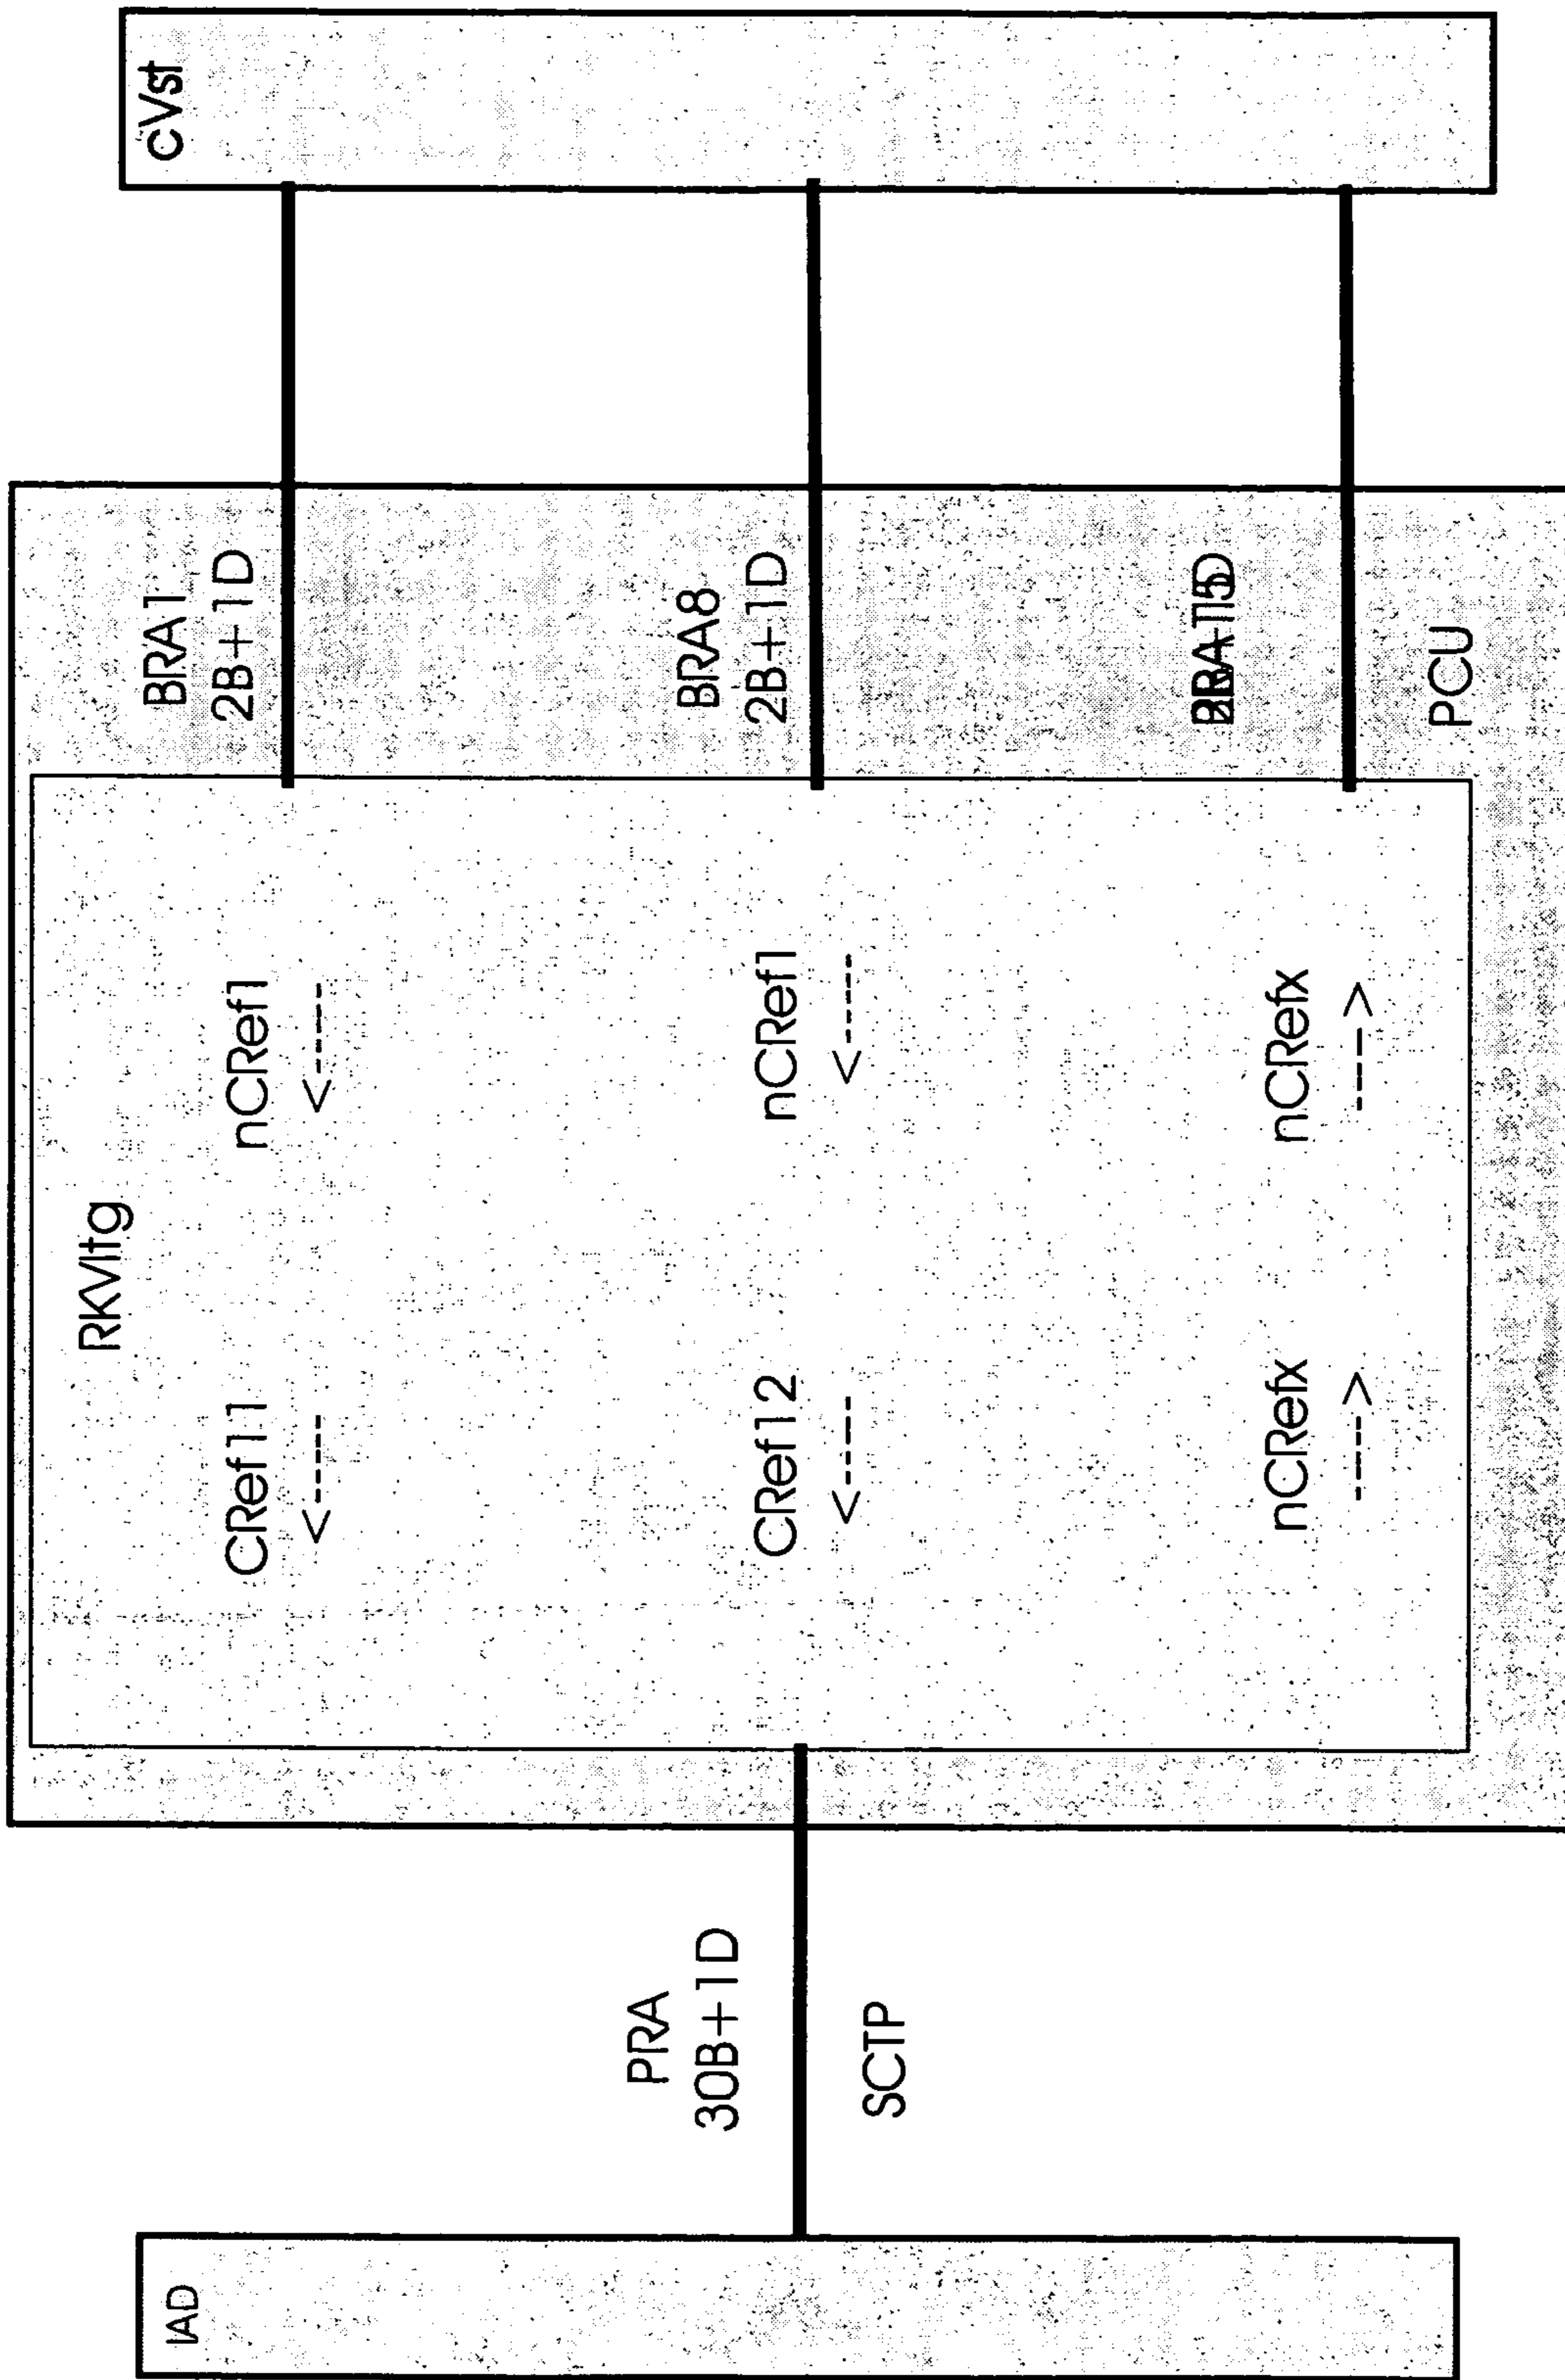 IAD
PRA
30B+1D
SCTP
RKVltg
CRef11
<-----
nCRef1
<-----
CRef12
<-----
nCRef1
<-----
nCRefx
----->
nCRefx
---->
BRA1
2B+1D
BRA8
2B+1D
PCU
cVst